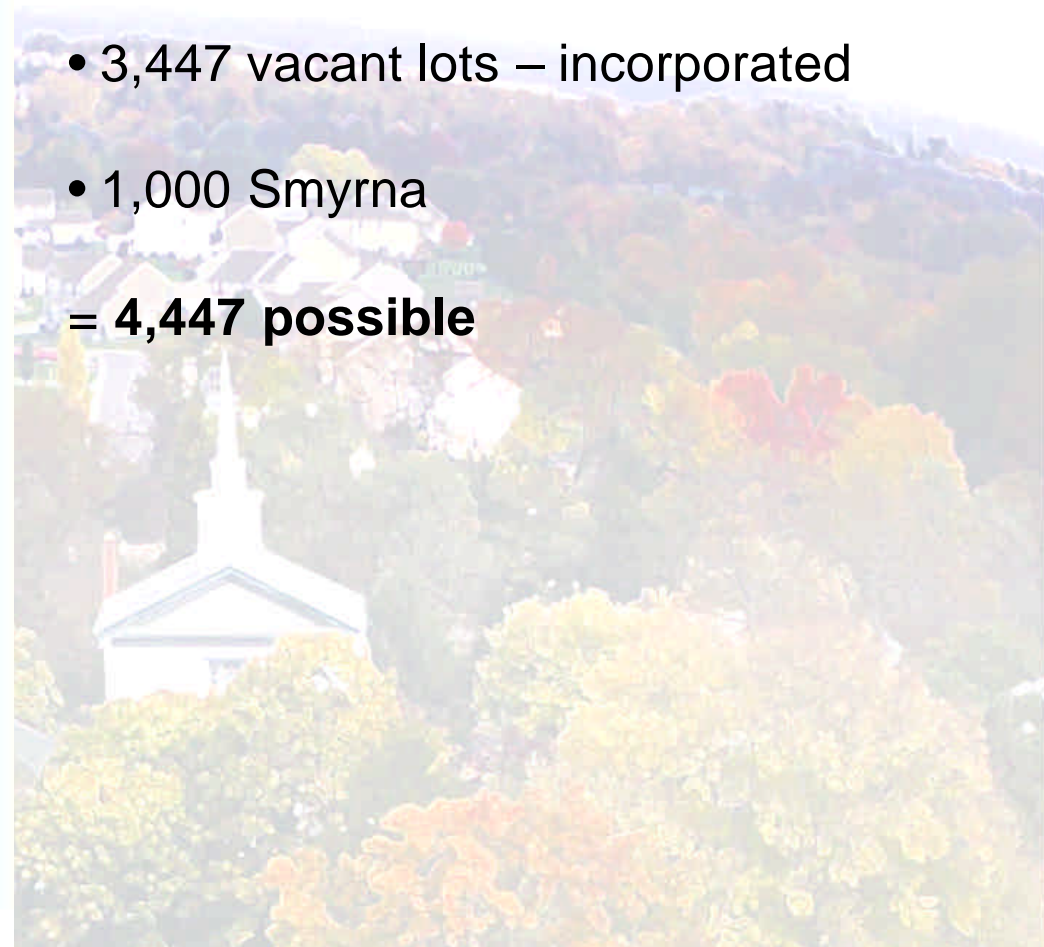 • 3,447 vacant lots – incorporated
• 1,000 Smyrna
= 4,447 possible